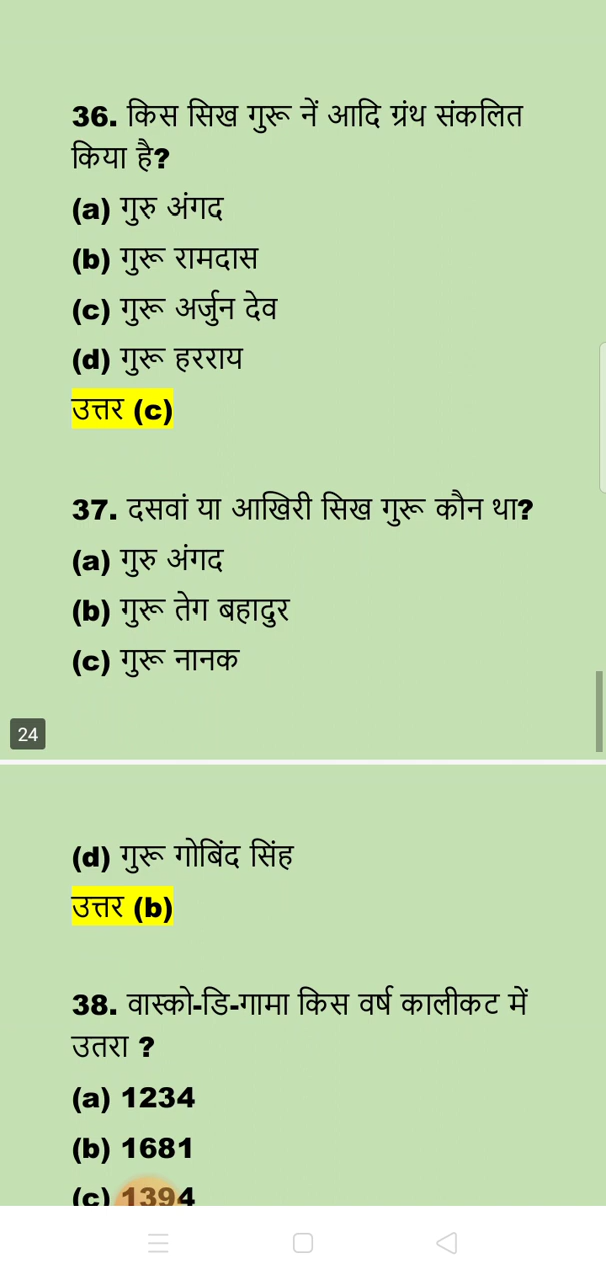 36. किस सिख गुरू नें आदि ग्रंथ संकलित
किया है?
(a) गुरु अंगद
(b) गुरू रामदास
(c) गुरू अर्जुन देव
(d) गुरू हरराय
उत्तर (c)
37. दसवां या आखिरी सिख गुरू कौन था?
(a) गुरु अंगद
(b) गुरू तेग बहादुर
(c) गुरू नानक
24
(d) गुरू गोबिंद सिंह
उत्तर (b)
38. वास्को-डि-गामा किस वर्ष कालीकट में
उतरा ?
(a) 1234
(b) 1681
(c) 1394